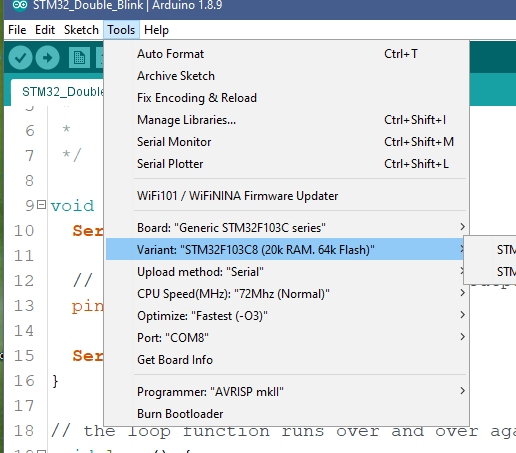 STM32_Double_Blink | Arduino 1.8.9
File Edit Sketch Tools Help
STM32_Double
Auto Format Ctrl+T
Archive Sketch
Fix Encoding & Reload
Manage Libraries... Ctrl+Shift+I
Serial Monitor Ctrl+Shift+M
Serial Plotter Ctrl+Shift+L
WiFi101 / WiFiNINA Firmware Updater
Board: "Generic STM32F103C series"
Variant: "STM32F103C8 (20k RAM. 64k Flash)"
Upload method: "Serial"
CPU Speed(MHz): "72Mhz (Normal)"
Optimize: "Fastest (-O3)"
Port: "COM8"
Get Board Info
Programmer: "AVRISP mkII"
Burn Bootloader
STM
STM
6 *
7 */
8
9 void
10 Ser
11
12 //
13 pin
14
15 Ser
16 }
17
18 // the loop function runs over and over aga